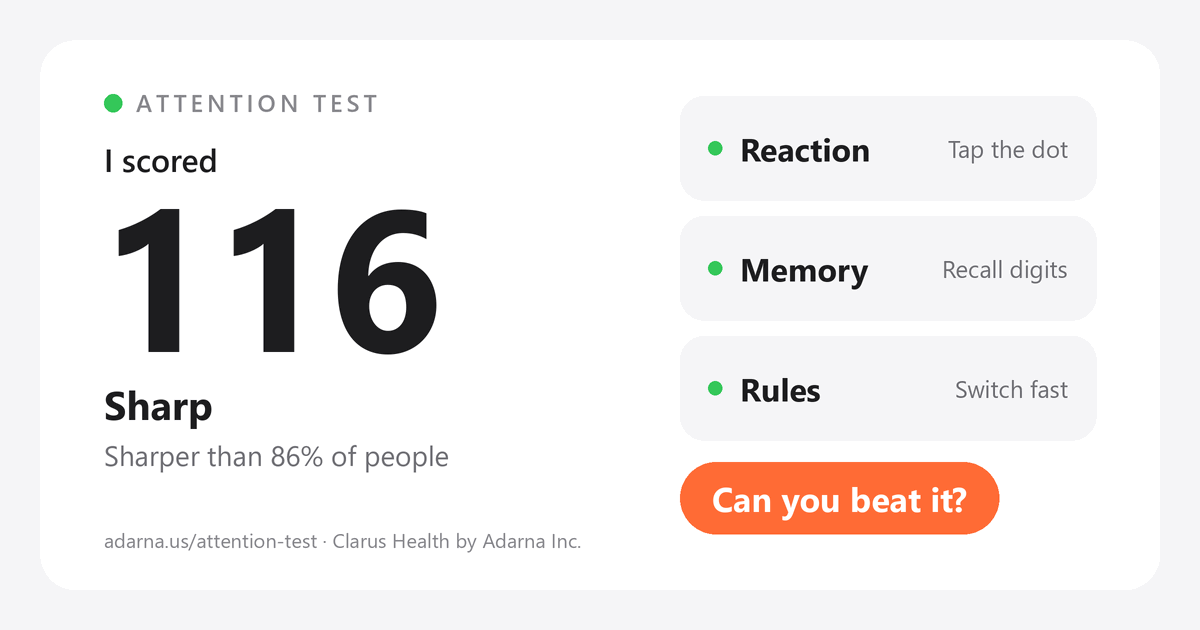 ATTENTION TEST
I scored
116
Sharp
Sharper than 86% of people
adarna.us/attention-test · Clarus Health by Adarna Inc.
Reaction Tap the dot
Memory Recall digits
Rules Switch fast
Can you beat it?